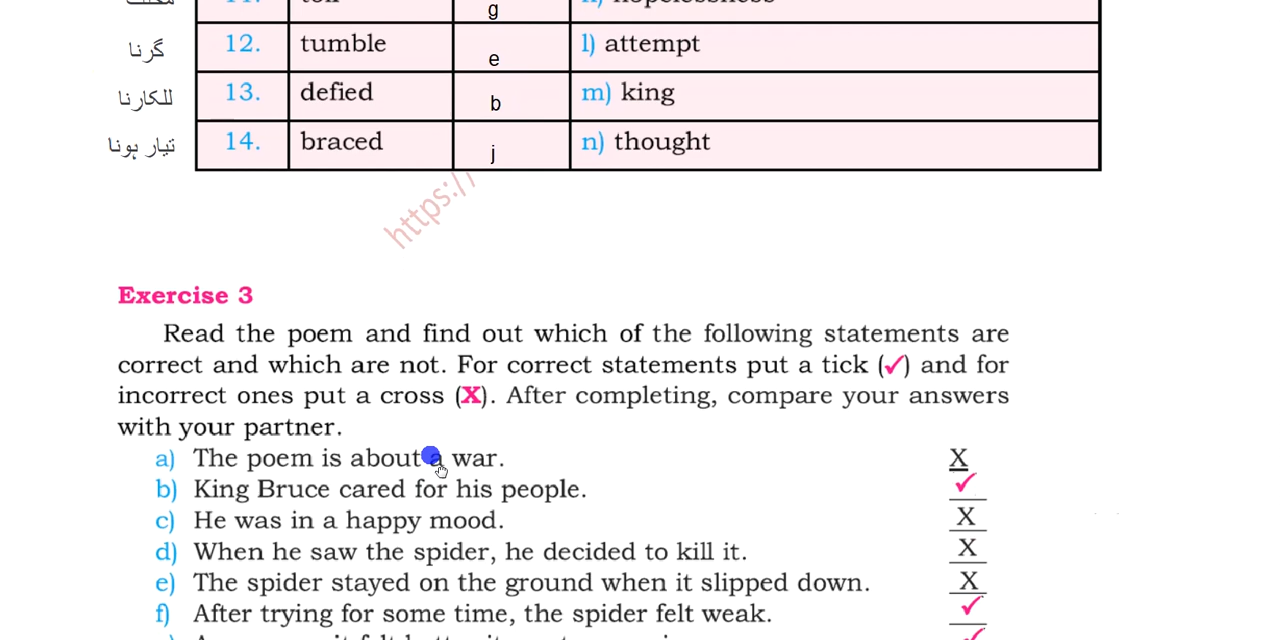 g
گرنا 12. tumble e l) attempt
للکارنا 13. defied b m) king
تیار ہونا 14. braced j n) thought
https://
Exercise 3
Read the poem and find out which of the following statements are
correct and which are not. For correct statements put a tick (✓) and for
incorrect ones put a cross (X). After completing, compare your answers
with your partner.
a) The poem is about a war. X
b) King Bruce cared for his people. ✓
c) He was in a happy mood. X
d) When he saw the spider, he decided to kill it. X
e) The spider stayed on the ground when it slipped down. X
f) After trying for some time, the spider felt weak. ✓